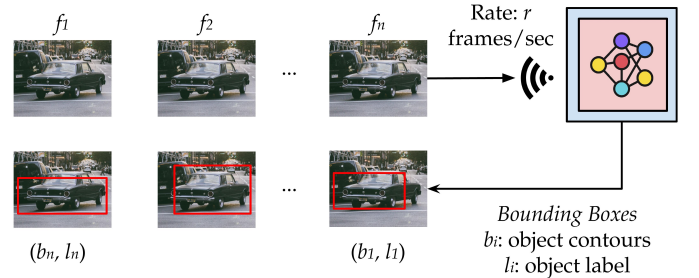 f1
f2
fn
Rate: r
frames/sec
...
...
(bn, ln)
(b1, l1)
Bounding Boxes
bi: object contours
li: object label